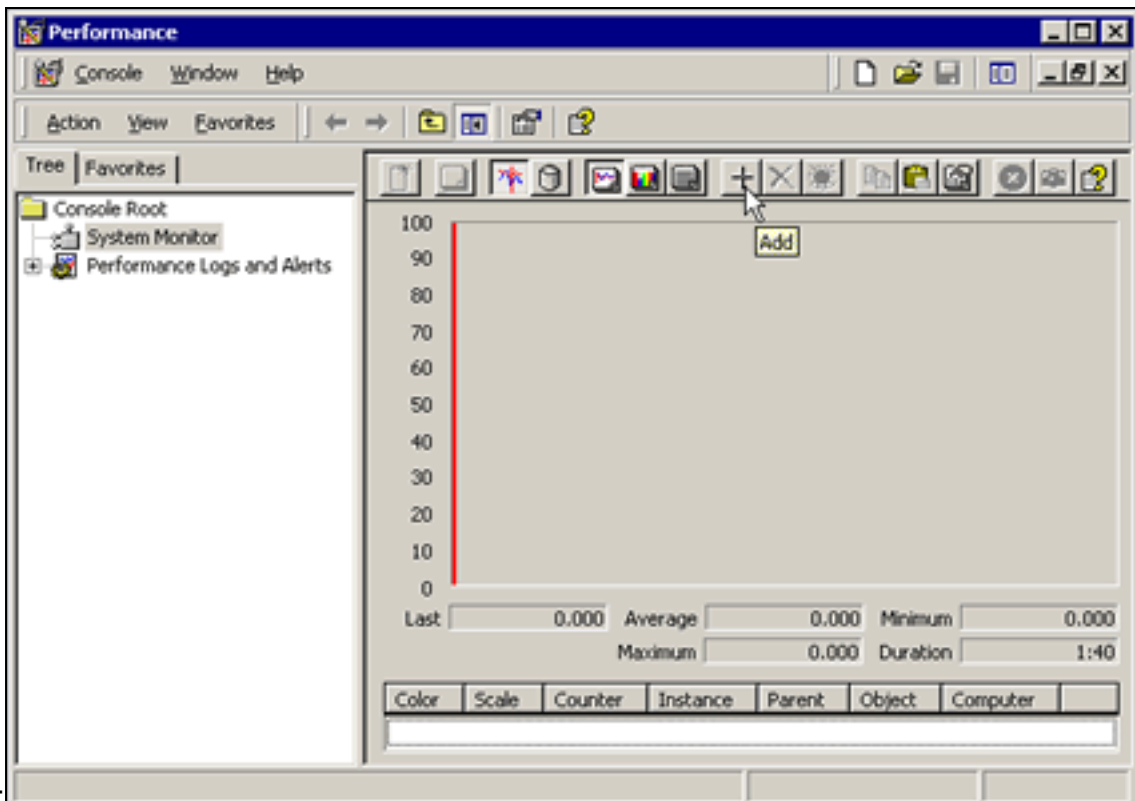 Performance
Console Window Help
Action View Favorites
Tree Favorites
Console Root
System Monitor
Performance Logs and Alerts
Add
100
90
80
70
60
50
40
30
20
10
0
Last 0.000 Average 0.000 Minimum 0.000
Maximum 0.000 Duration 1:40
Color Scale Counter Instance Parent Object Computer